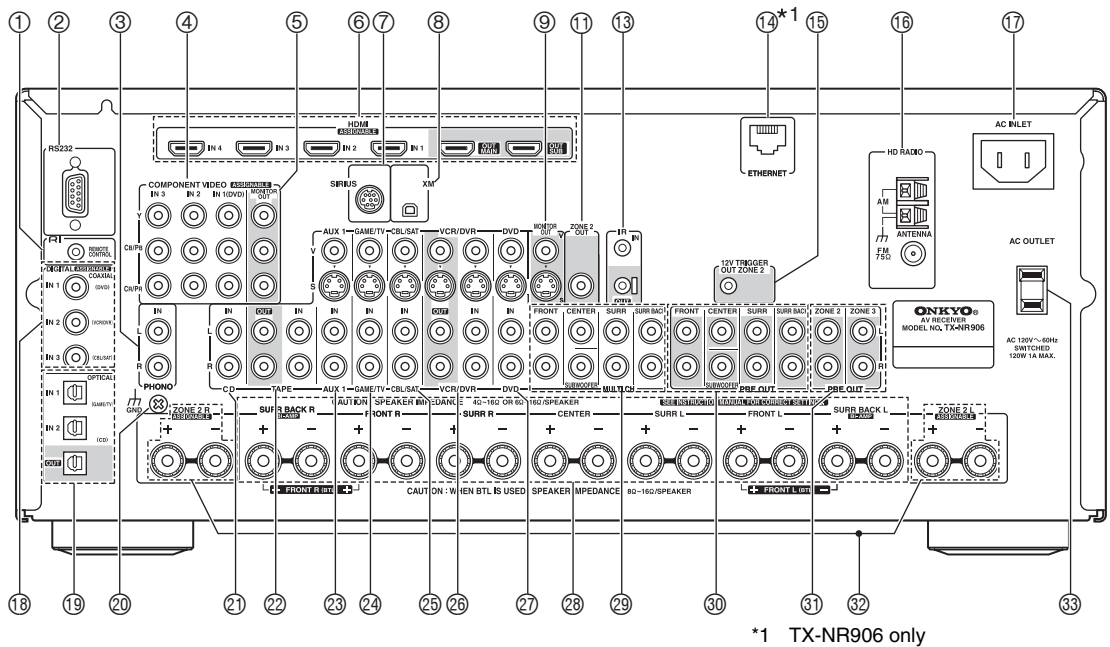 ① ② ③ ④ ⑤ ⑥ ⑦ ⑧ ⑨ ⑪ ⑬ ⑭*1 ⑮ ⑯ ⑰
HDMI
ASSIGNABLE
IN 4 IN 3 IN 2 IN 1 OUT MAIN OUT SUB
RS232
ETHERNET
HD RADIO
AM
ANTENNA
FM 75Ω
AC INLET
SIRIUS XM
COMPONENT VIDEO ASSIGNABLE
IN 3 IN 2 IN 1(DVD) MONITOR OUT
Y
CB/PB
CR/PR
REMOTE CONTROL
AUX 1 GAME/TV CBL/SAT VCR/DVR DVD
V
S
MONITOR OUT
ZONE 2 OUT
IR IN
12V TRIGGER OUT ZONE 2
AC OUTLET
AC 120V~60Hz
SWITCHED
120W 1A MAX.
ONKYO®
AV RECEIVER
MODEL NO. TX-NR906
DIGITAL ASSIGNABLE
COAXIAL
IN 1 (DVD)
IN 2 (VCR/DVR)
IN 3 (CBL/SAT)
OPTICAL
IN 1 (GAME/TV)
IN 2 (CD)
OUT
IN
L
R
PHONO
GND
IN OUT IN IN IN IN OUT IN IN
L
R
CD TAPE AUX 1 GAME/TV CBL/SAT VCR/DVR DVD
FRONT CENTER SURR SURR BACK
SUBWOOFER MULTI CH
FRONT CENTER SURR SURR BACK
SUBWOOFER PRE OUT
ZONE 2 ZONE 3
L
R
PRE OUT
CAUTION : SPEAKER IMPEDANCE 4Ω~16Ω OR 6Ω~16Ω/SPEAKER SEE INSTRUCTION MANUAL FOR CORRECT SETTINGS
ZONE 2 R
ASSIGNABLE
SURR BACK R
BI-AMP
FRONT R SURR R CENTER SURR L FRONT L
SURR BACK L
BI-AMP
ZONE 2 L
ASSIGNABLE
+ − + − + − + − + − + − + − + − + −
− FRONT R (BTL) +
CAUTION : WHEN BTL IS USED, SPEAKER IMPEDANCE 8Ω~16Ω/SPEAKER
+ FRONT L (BTL) −
⑱ ⑲ ⑳ ㉑ ㉒ ㉓ ㉔ ㉕ ㉖ ㉗ ㉘ ㉙ ㉚ ㉛ ㉜ ㉝
*1 TX-NR906 only